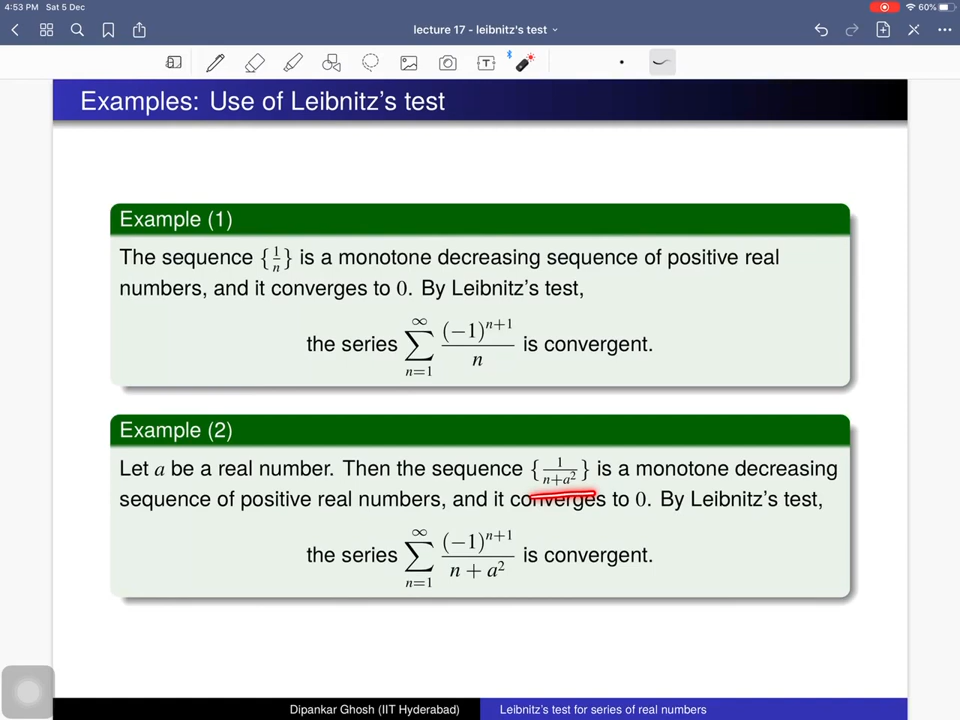 4:53 PM Sat 5 Dec
60%
lecture 17 - leibnitz's test
Examples: Use of Leibnitz's test
Example (1)
The sequence {1/n} is a monotone decreasing sequence of positive real
numbers, and it converges to 0. By Leibnitz's test,
the series ∑_{n=1}^{∞} (−1)^{n+1}/n is convergent.
Example (2)
Let a be a real number. Then the sequence {1/(n+a²)} is a monotone decreasing
sequence of positive real numbers, and it converges to 0. By Leibnitz's test,
the series ∑_{n=1}^{∞} (−1)^{n+1}/(n + a²) is convergent.
Dipankar Ghosh (IIT Hyderabad)
Leibnitz's test for series of real numbers